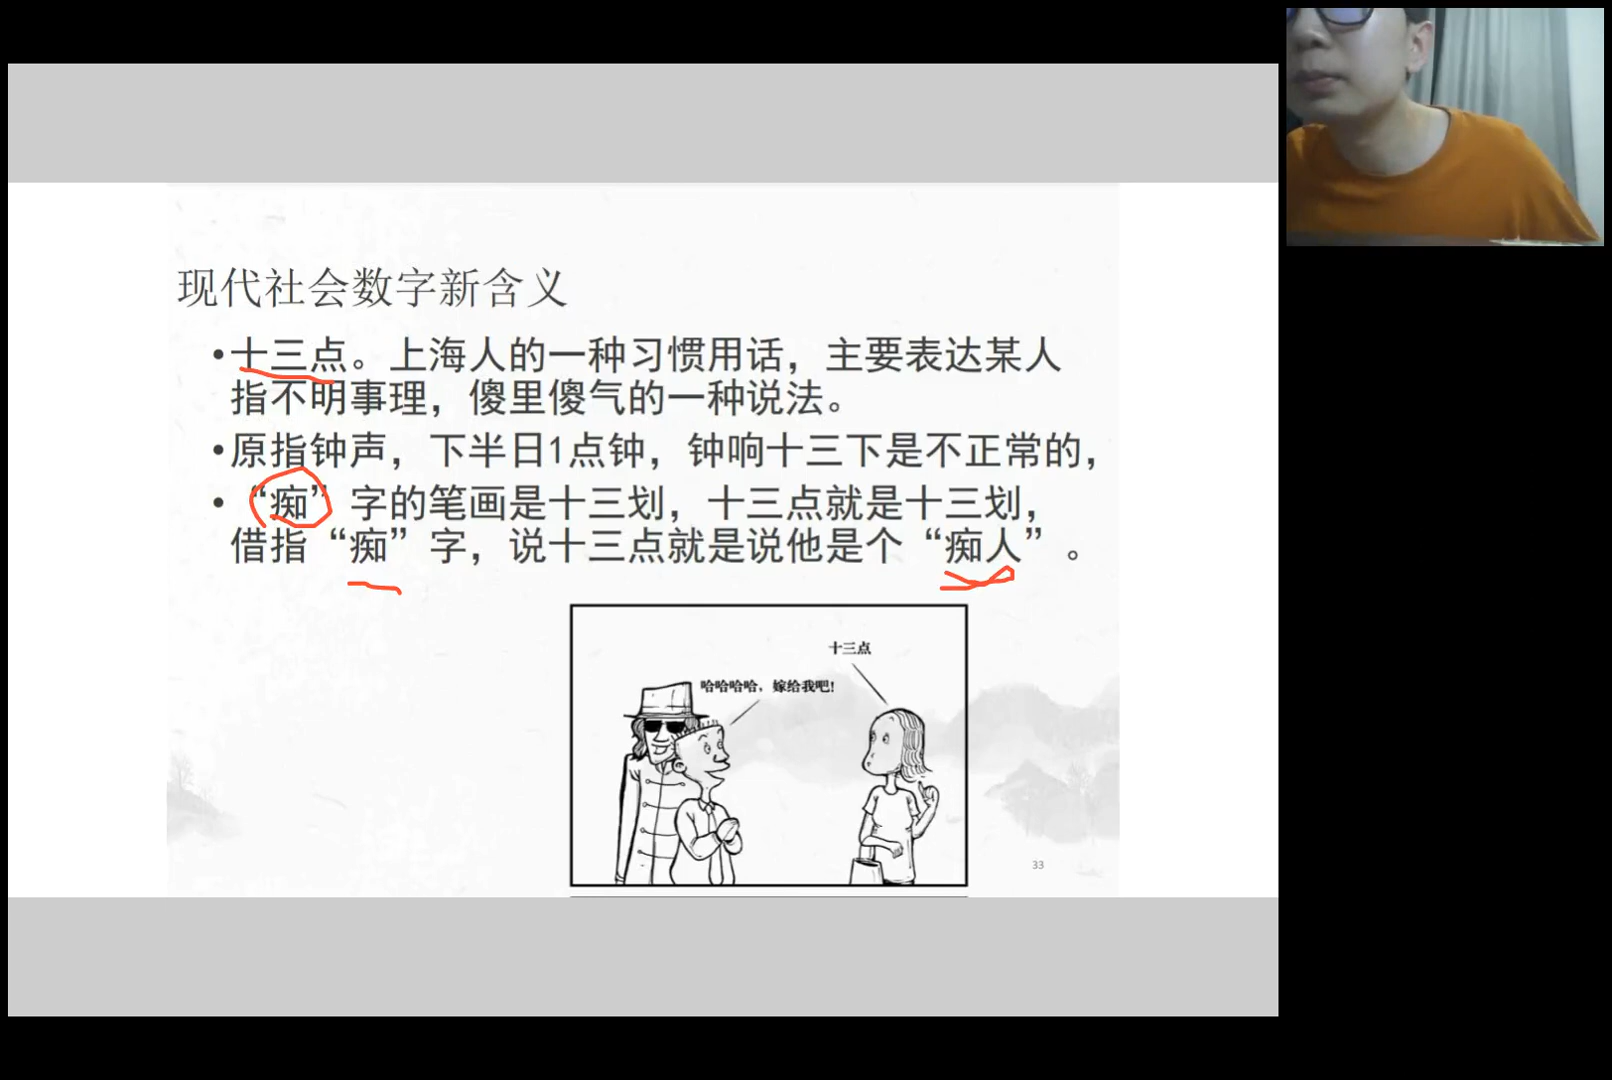 现代社会数字新含义
•十三点。上海人的一种习惯用话，主要表达某人
指不明事理，傻里傻气的一种说法。
•原指钟声，下半日1点钟，钟响十三下是不正常的，
•“痴”字的笔画是十三划，十三点就是十三划，
借指“痴”字，说十三点就是说他是个“痴人”。
十三点
哈哈哈哈，嫁给我吧！
33